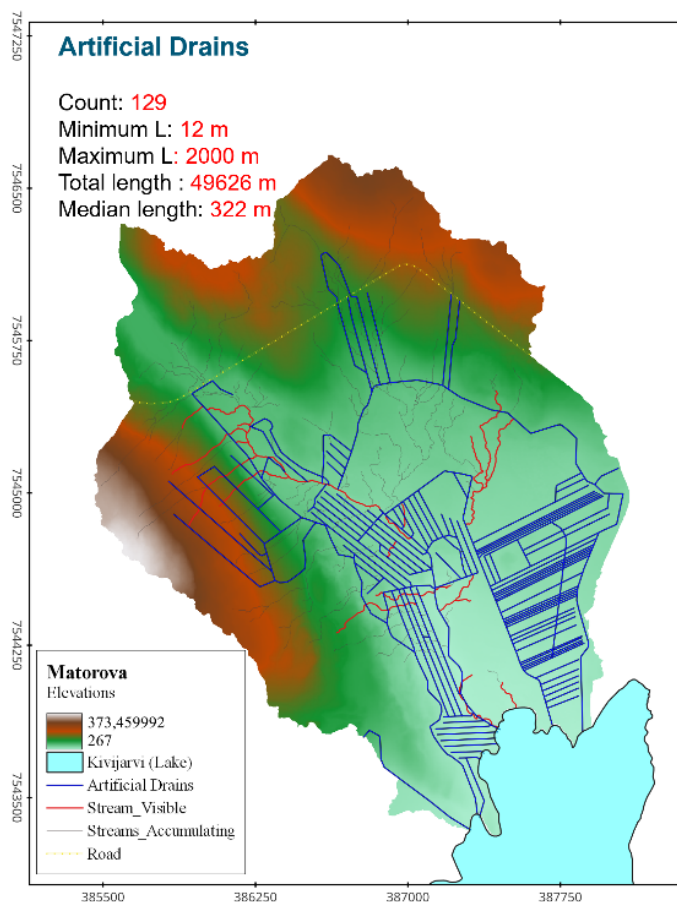 Artificial Drains
Count: 129
Minimum L: 12 m
Maximum L: 2000 m
Total length : 49626 m
Median length: 322 m
7547250
7546500
7545750
7545000
7544250
7543500
Matorova
Elevations
373,459992
267
Kivijarvi (Lake)
Artificial Drains
Stream_Visible
Streams_Accumulating
Road
385500 386250 387000 387750